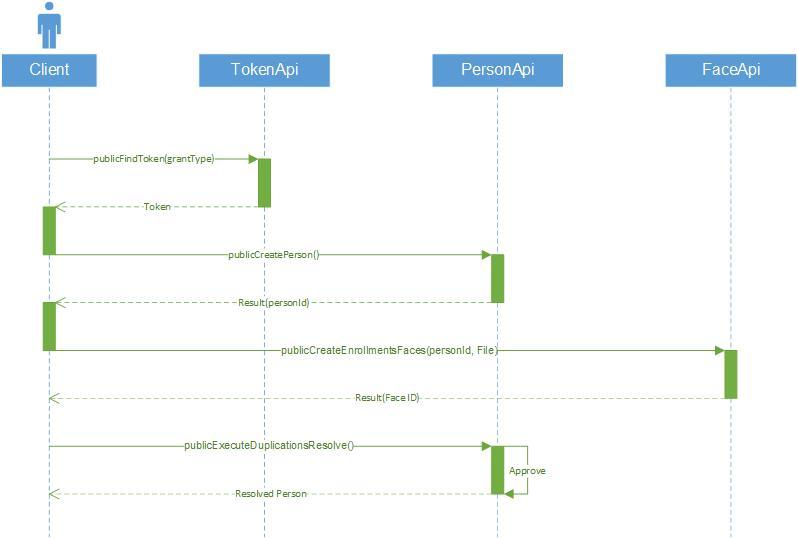 Client
TokenApi
PersonApi
FaceApi
publicFindToken(grantType)
Token
publicCreatePerson()
Result(personId)
publicCreateEnrollmentsFaces(personId, File)
Result(Face ID)
publicExecuteDuplicationsResolve()
Approve
Resolved Person